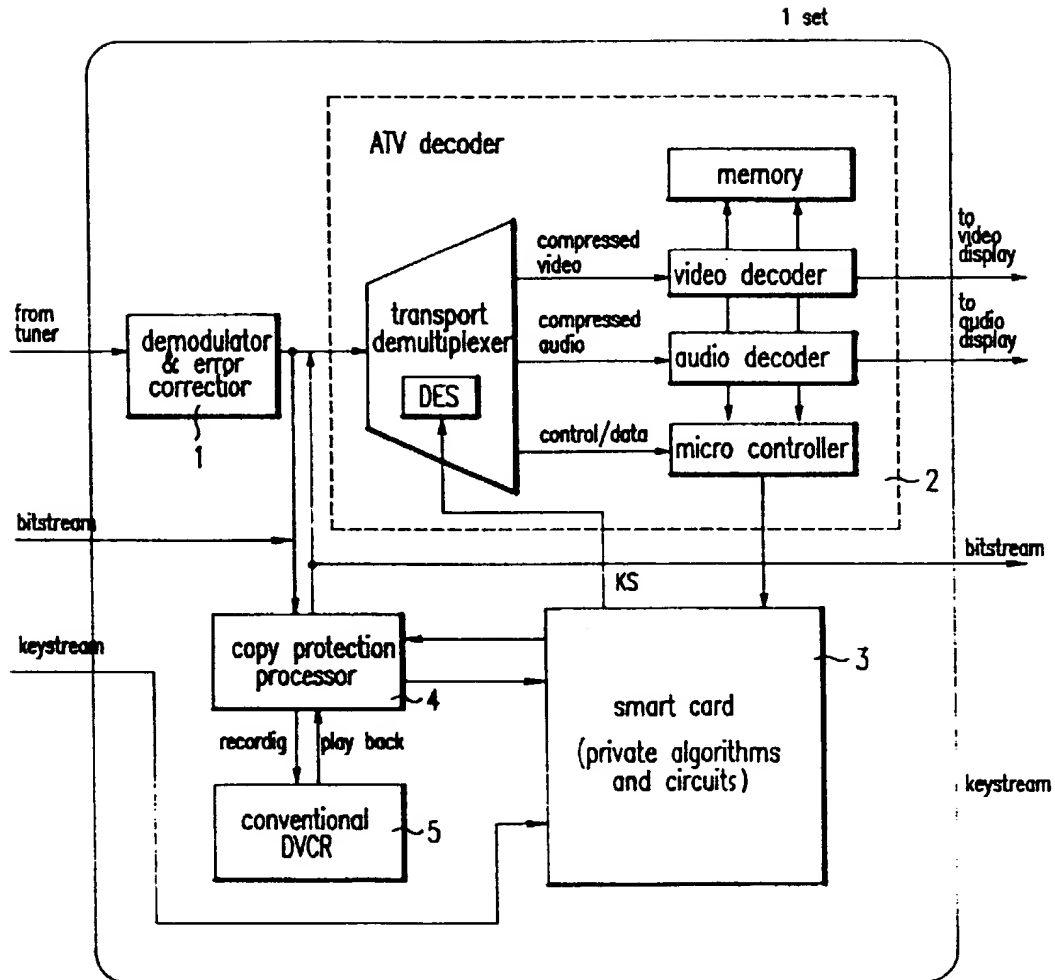 1 set
ATV decoder
memory
compressed
video
video decoder
to
video
display
from
tuner
demodulator
& error
correctior
1
transport
demultiplexer
compressed
audio
audio decoder
to
audio
display
DES
control/data
micro controller
2
bitstream
bitstream
KS
keystream
copy protection
processor
4
3
smart card
(private algorithms
and circuits)
recordig
play back
conventional
DVCR
5
keystream